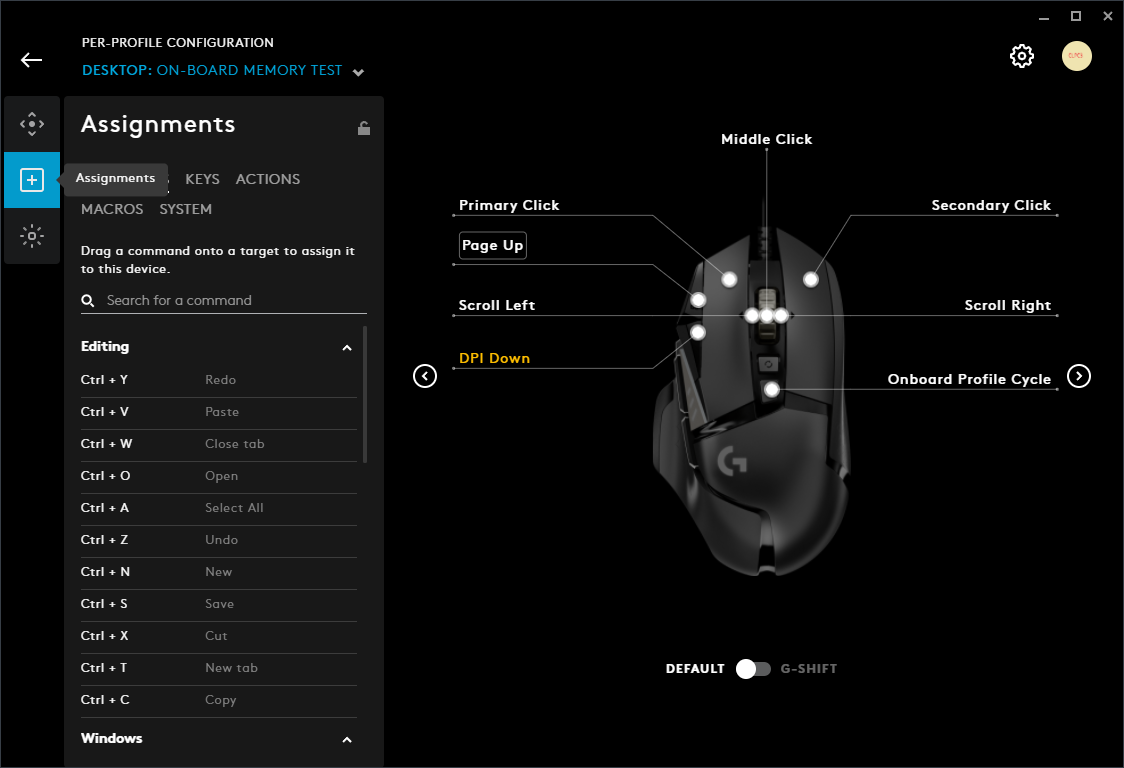 PER-PROFILE CONFIGURATION
DESKTOP: ON-BOARD MEMORY TEST
Assignments
Assignments
KEYS
ACTIONS
MACROS
SYSTEM
Drag a command onto a target to assign it
to this device.
Search for a command
Editing
Ctrl + Y Redo
Ctrl + V Paste
Ctrl + W Close tab
Ctrl + O Open
Ctrl + A Select All
Ctrl + Z Undo
Ctrl + N New
Ctrl + S Save
Ctrl + X Cut
Ctrl + T New tab
Ctrl + C Copy
Windows
Middle Click
Primary Click
Secondary Click
Page Up
Scroll Left
Scroll Right
DPI Down
Onboard Profile Cycle
G
DEFAULT
G-SHIFT